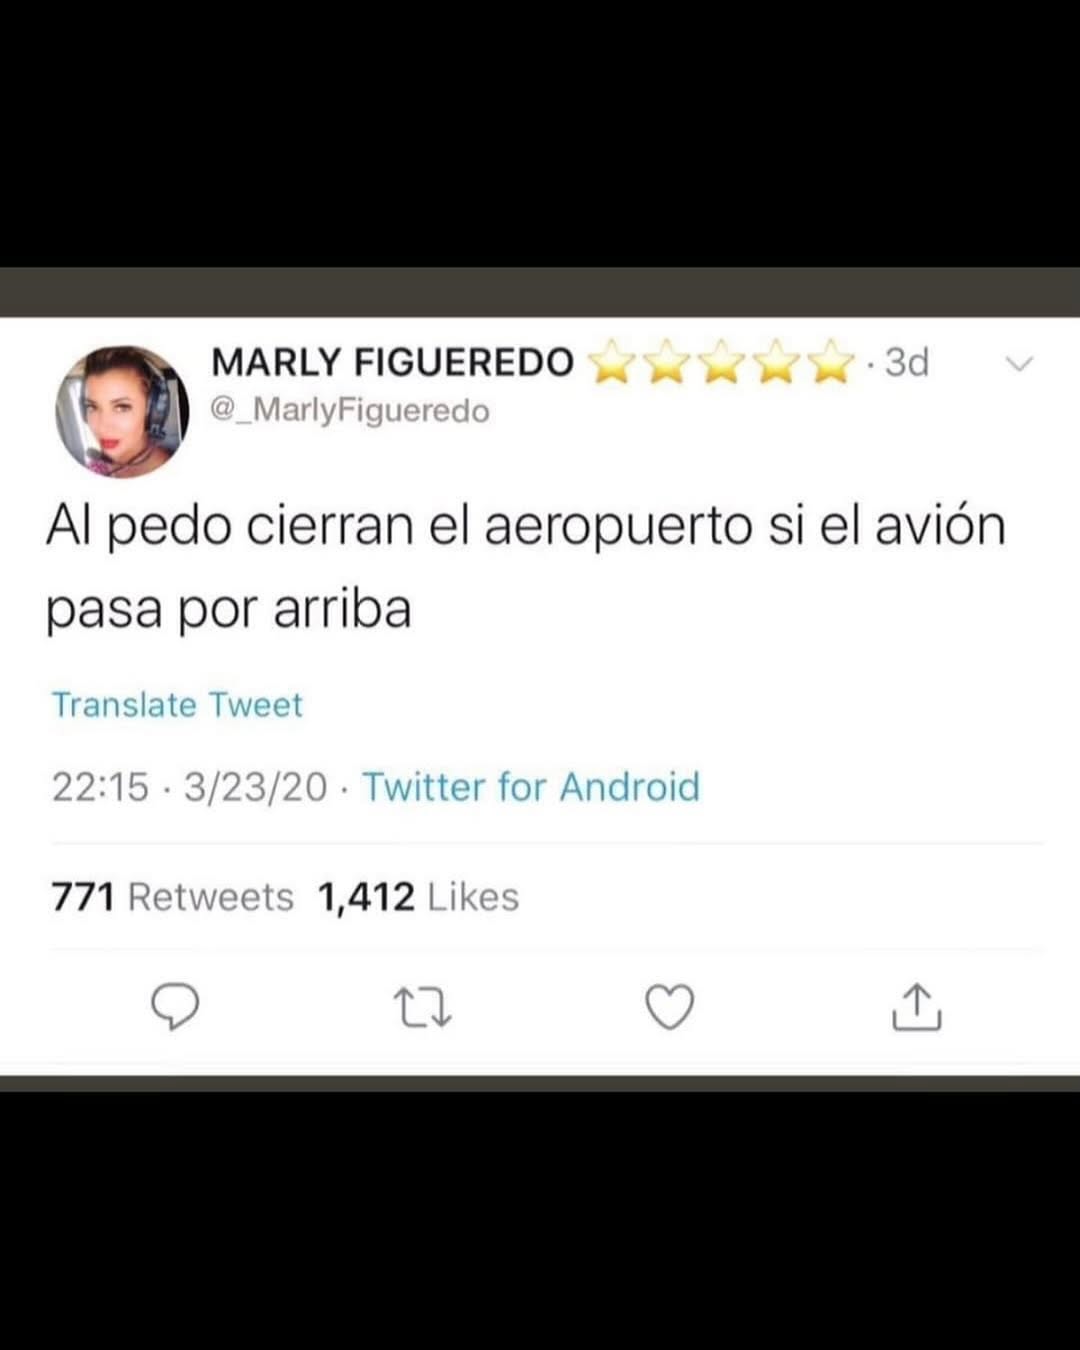 MARLY FIGUEREDO ⭐⭐⭐⭐⭐ · 3d
@_MarlyFigueredo
Al pedo cierran el aeropuerto si el avión
pasa por arriba
Translate Tweet
22:15 · 3/23/20 · Twitter for Android
771 Retweets 1,412 Likes